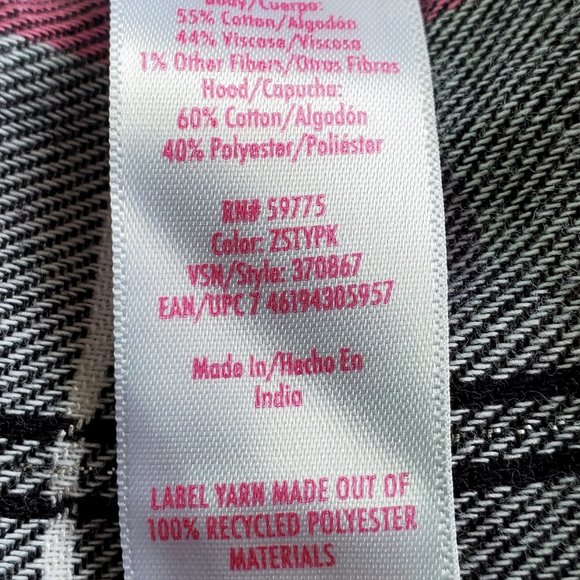 Body/Cuerpo:
55% Cotton/Algodón
44% Viscose/Viscosa
1% Other Fibers/Otras Fibras
Hood/Capucha:
60% Cotton/Algodón
40% Polyester/Poliéster
RN# 59775
Color: ZSTYPK
VSN/Style: 370867
EAN/UPC 7 46194305957
Made In/Hecho En
India
LABEL YARN MADE OUT OF
100% RECYCLED POLYESTER
MATERIALS